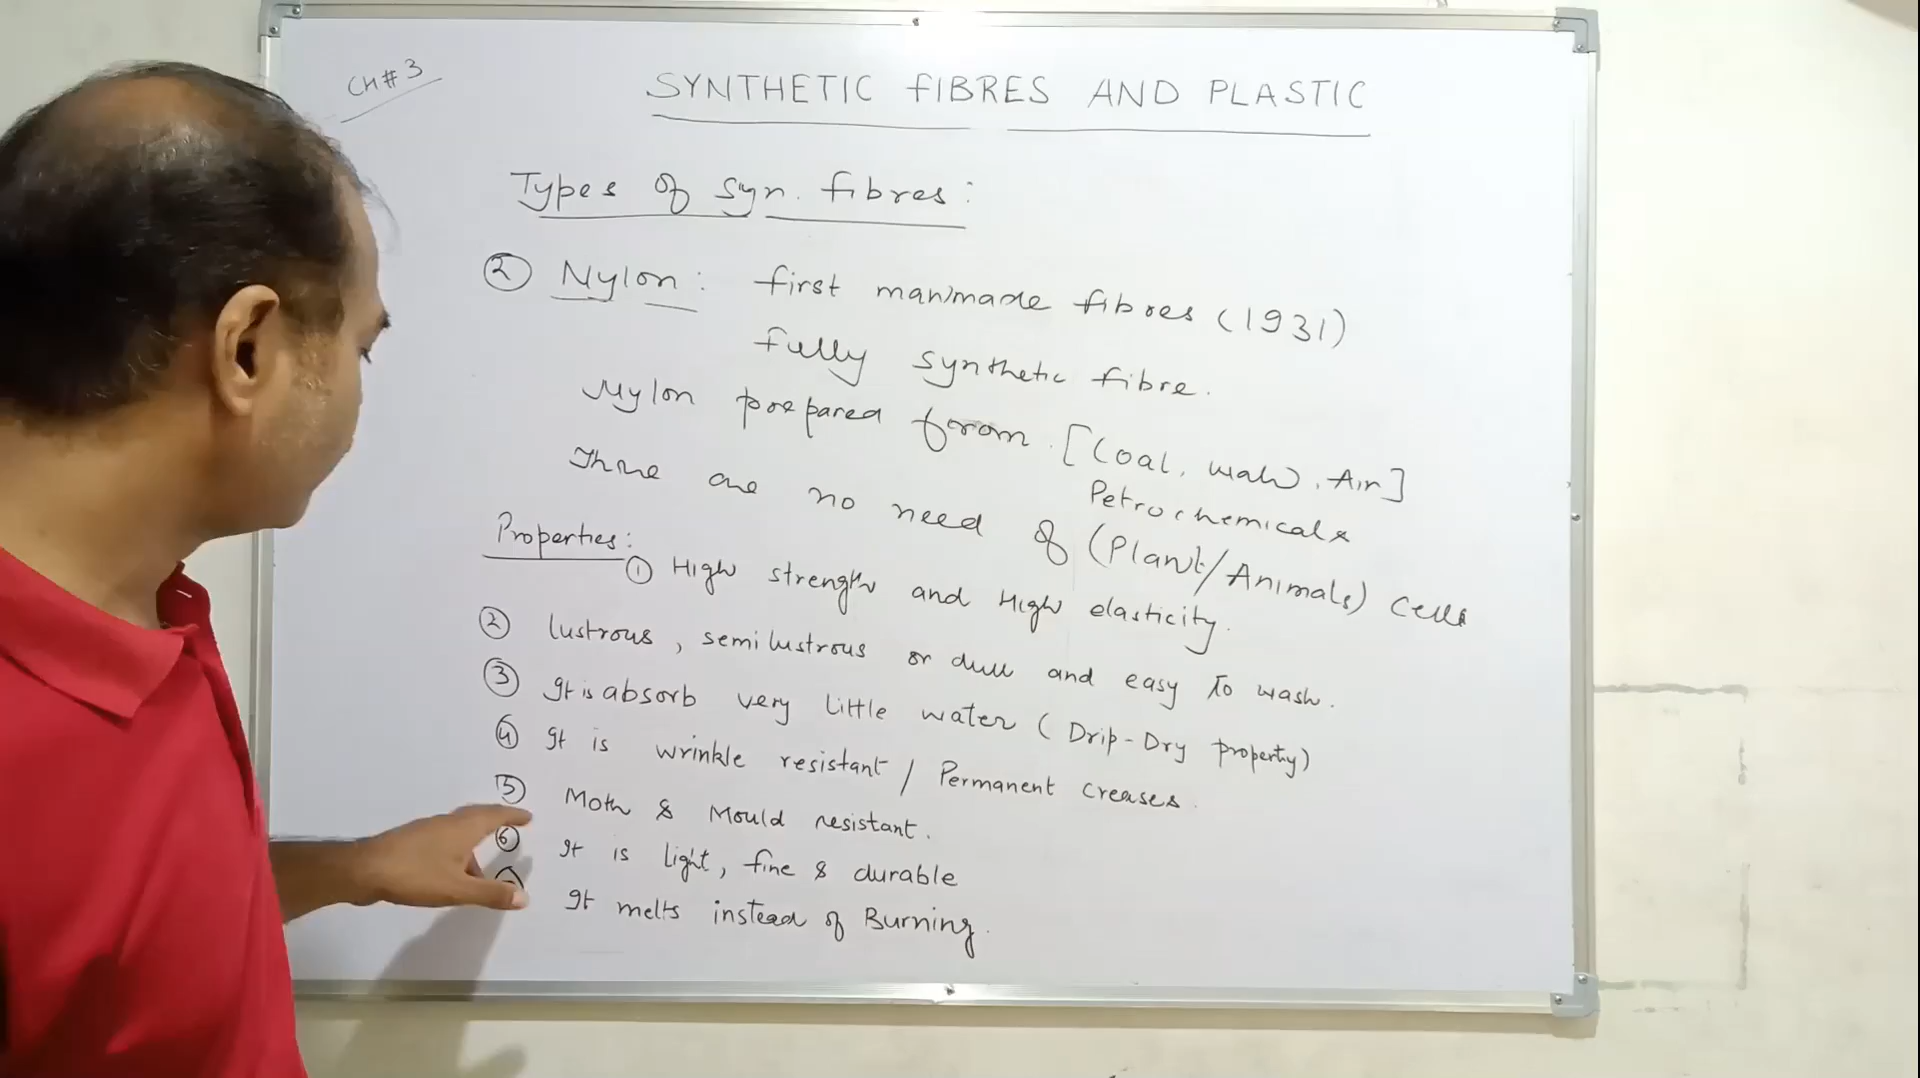 CH#3
SYNTHETIC FIBRES AND PLASTIC
Types of Syn. fibres:
② Nylon: first manmade fibres (1931)
fully synthetic fibre.
Nylon prepared from [Coal, water, Air]
Petrochemicals
There are no need of (Plant/Animals) Cells
Properties:
① High strength and High elasticity.
② lustrous, semilustrous or dull and easy to wash.
③ It is absorb very little water (Drip-Dry property)
④ It is wrinkle resistant / Permanent creases.
⑤ Moth & Mould resistant.
⑥ It is light, fine & durable
It melts instead of Burning.